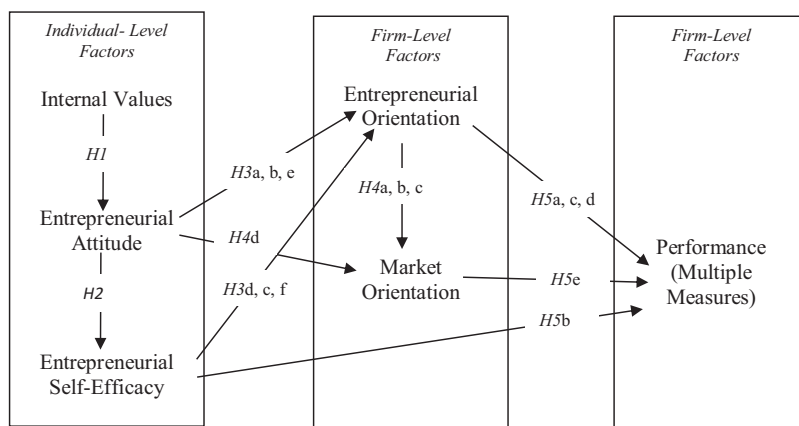 Individual- Level
Factors
Internal Values
H1
Entrepreneurial
Attitude
H2
Entrepreneurial
Self-Efficacy
H3a, b, e
H4d
H3d, c, f
Firm-Level
Factors
Entrepreneurial
Orientation
H4a, b, c
Market
Orientation
H5a, c, d
H5e
H5b
Firm-Level
Factors
Performance
(Multiple
Measures)